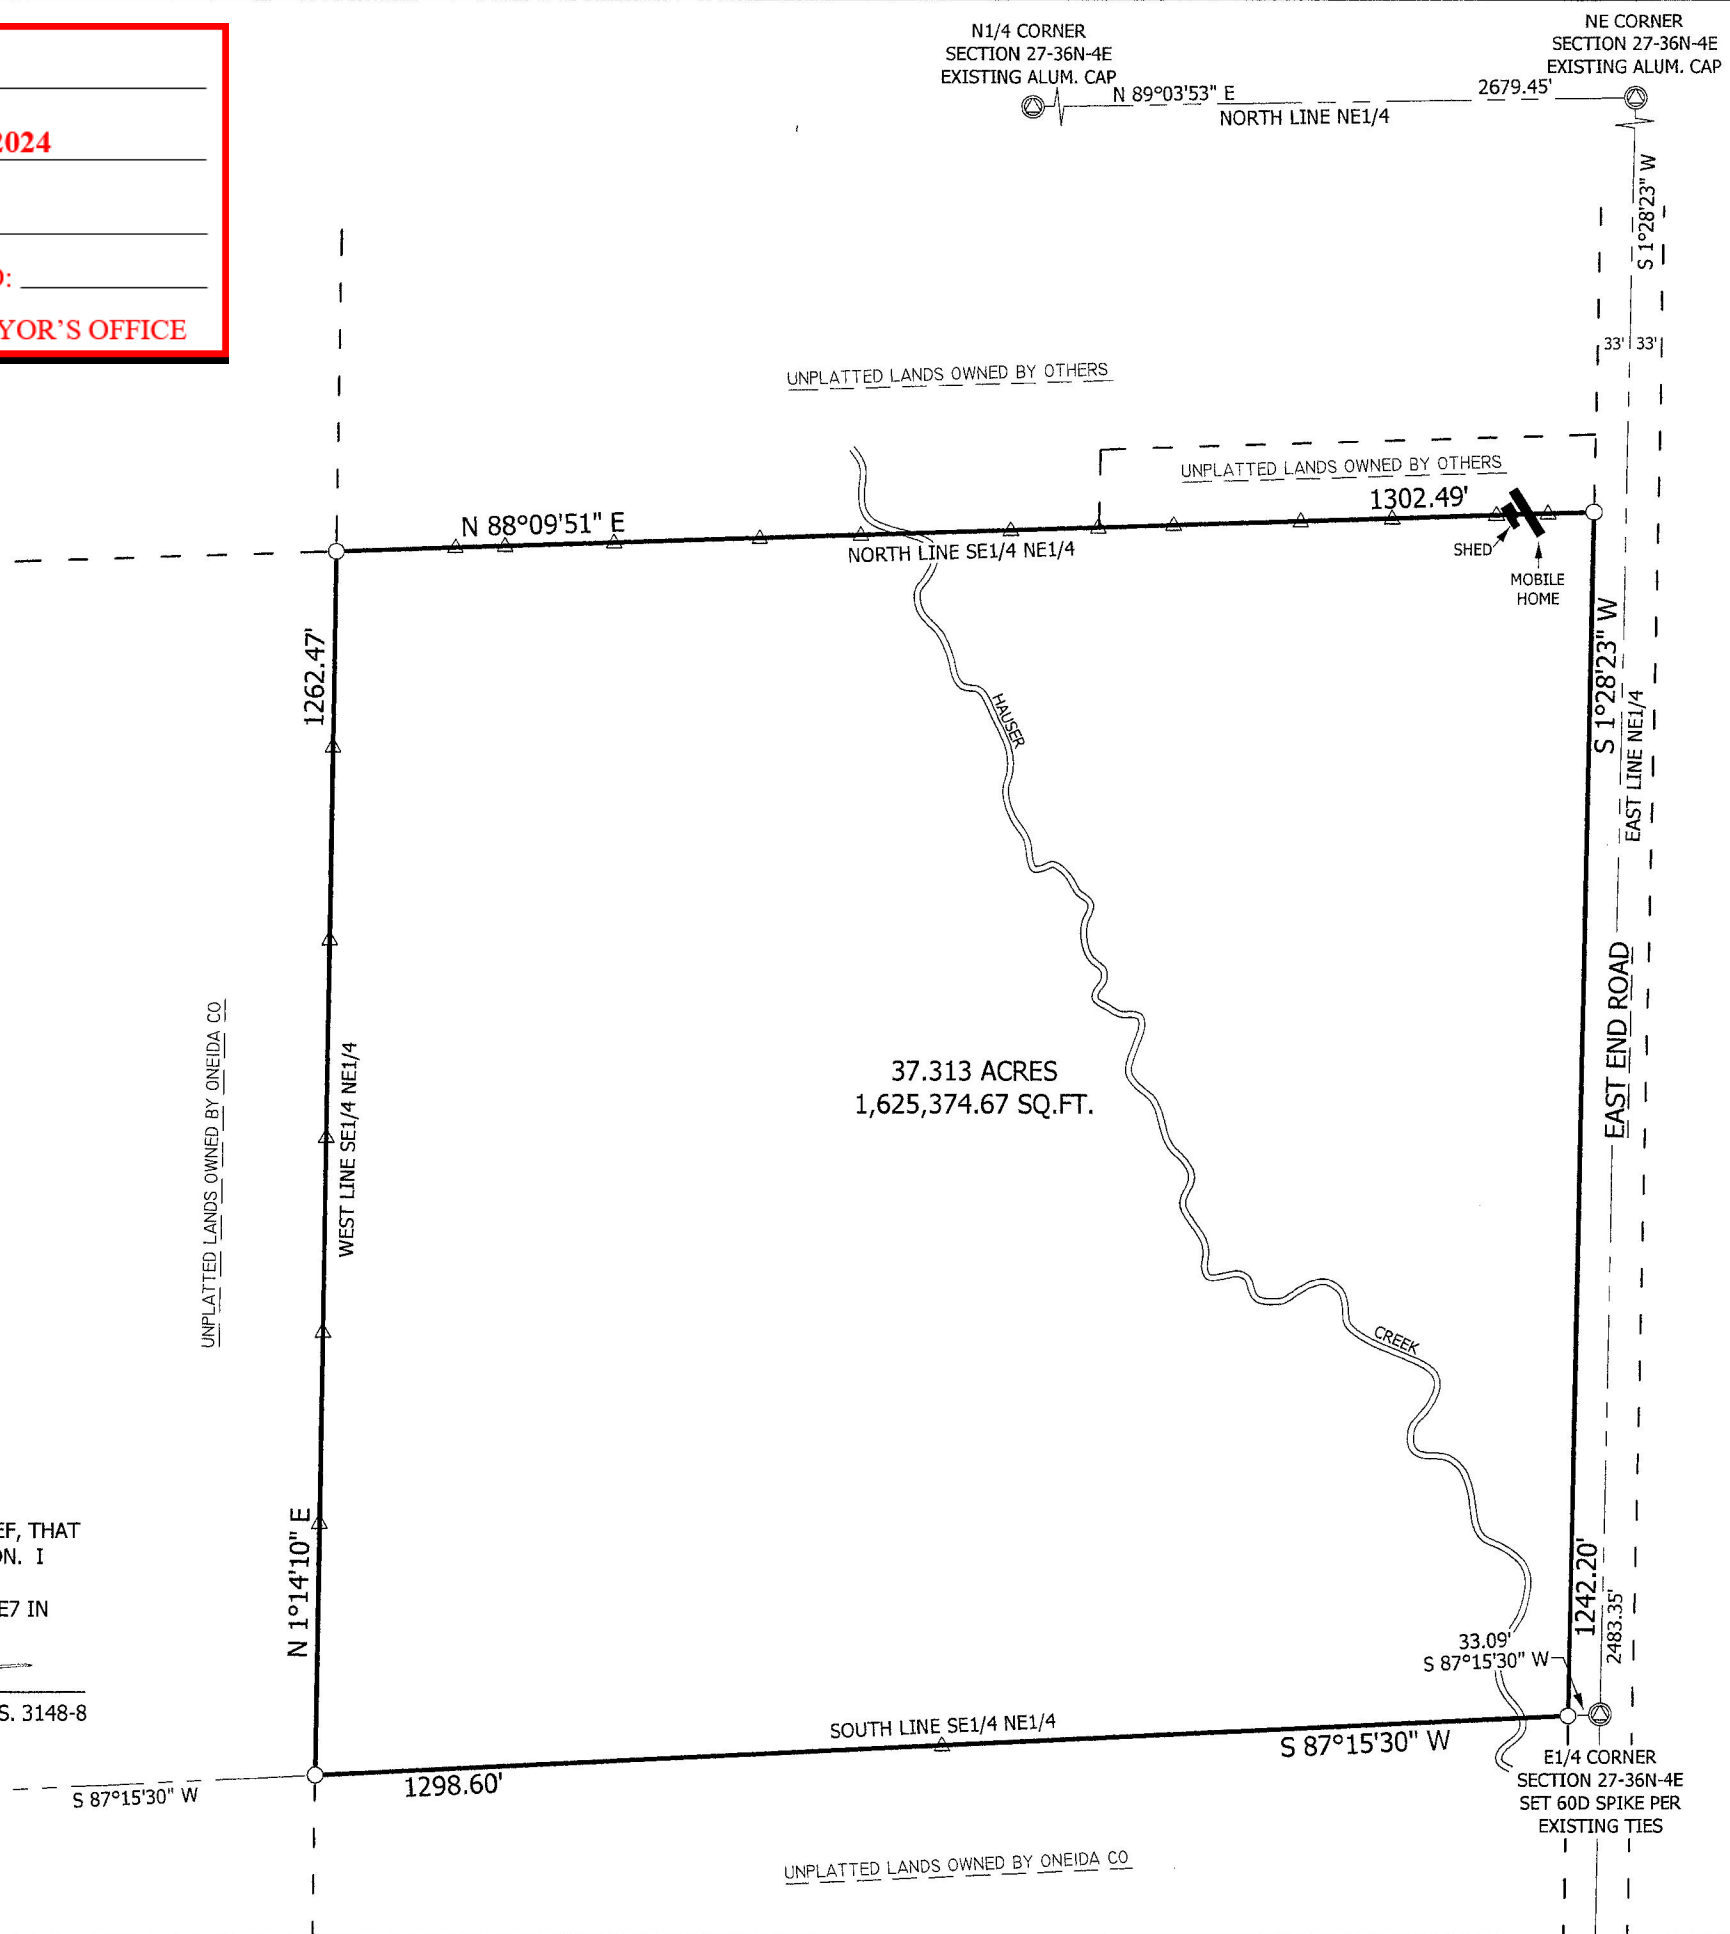 N1/4 CORNER
SECTION 27-36N-4E
EXISTING ALUM. CAP
NE CORNER
SECTION 27-36N-4E
EXISTING ALUM. CAP
N 89°03'53" E
2679.45'
NORTH LINE NE1/4
2024
D:
YOR'S OFFICE
S 1°28'23" W
33'
33'
UNPLATTED LANDS OWNED BY OTHERS
UNPLATTED LANDS OWNED BY OTHERS
N 88°09'51" E
1302.49'
NORTH LINE SE1/4 NE1/4
SHED
MOBILE
HOME
1262.47'
S 1°28'23" W
EAST LINE NE1/4
HAUSER
EAST END ROAD
UNPLATTED LANDS OWNED BY ONEIDA CO
WEST LINE SE1/4 NE1/4
37.313 ACRES
1,625,374.67 SQ.FT.
CREEK
EF, THAT
ON. I
E7 IN
S. 3148-8
N 1°14'10" E
1242.20'
2483.35'
33.09'
S 87°15'30" W
SOUTH LINE SE1/4 NE1/4
S 87°15'30" W
1298.60'
S 87°15'30" W
E1/4 CORNER
SECTION 27-36N-4E
SET 60D SPIKE PER
EXISTING TIES
UNPLATTED LANDS OWNED BY ONEIDA CO